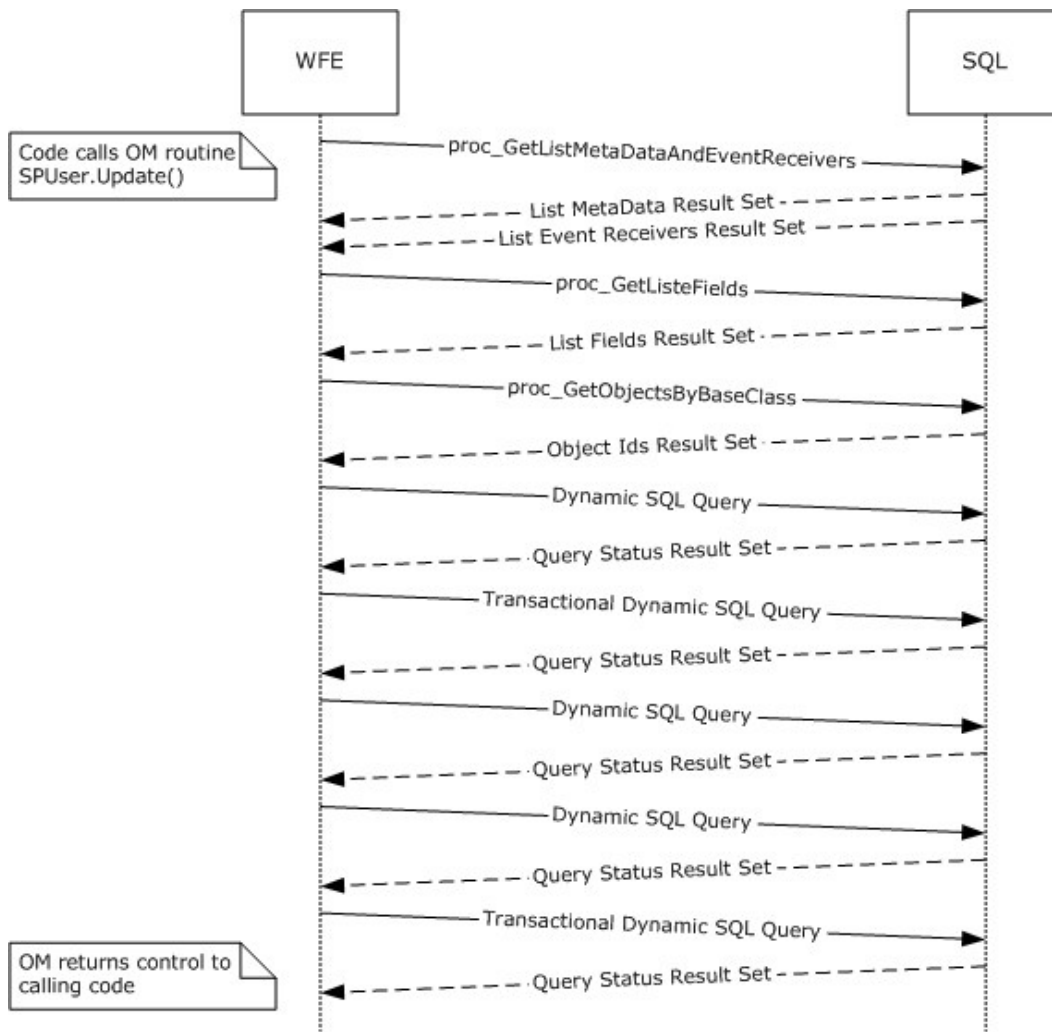 WFE
SQL
Code calls OM routine
SPUser.Update()
proc_GetListMetaDataAndEventReceivers
List MetaData Result Set
List Event Receivers Result Set
proc_GetListeFields
List Fields Result Set
proc_GetObjectsByBaseClass
Object Ids Result Set
Dynamic SQL Query
Query Status Result Set
Transactional Dynamic SQL Query
Query Status Result Set
Dynamic SQL Query
Query Status Result Set
Dynamic SQL Query
Query Status Result Set
Transactional Dynamic SQL Query
OM returns control to
calling code
Query Status Result Set